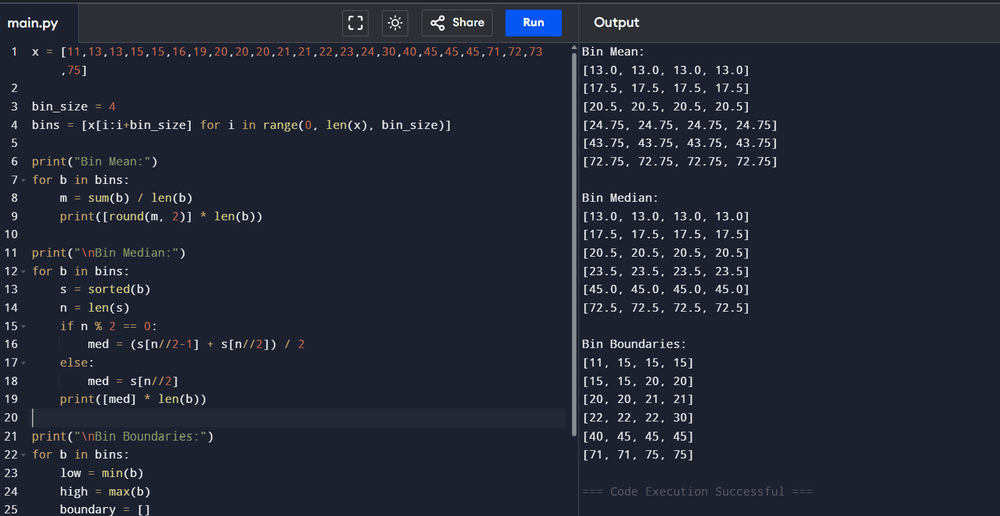 main.py
Share
Run
Output
1 x = [11,13,13,15,15,16,19,20,20,20,21,21,22,23,24,30,40,45,45,45,71,72,73
,75]
2
3 bin_size = 4
4 bins = [x[i:i+bin_size] for i in range(0, len(x), bin_size)]
5
6 print("Bin Mean:")
7 for b in bins:
8     m = sum(b) / len(b)
9     print([round(m, 2)] * len(b))
10
11 print("\nBin Median:")
12 for b in bins:
13     s = sorted(b)
14     n = len(s)
15     if n % 2 == 0:
16         med = (s[n//2-1] + s[n//2]) / 2
17     else:
18         med = s[n//2]
19     print([med] * len(b))
20
21 print("\nBin Boundaries:")
22 for b in bins:
23     low = min(b)
24     high = max(b)
25     boundary = []
Bin Mean:
[13.0, 13.0, 13.0, 13.0]
[17.5, 17.5, 17.5, 17.5]
[20.5, 20.5, 20.5, 20.5]
[24.75, 24.75, 24.75, 24.75]
[43.75, 43.75, 43.75, 43.75]
[72.75, 72.75, 72.75, 72.75]

Bin Median:
[13.0, 13.0, 13.0, 13.0]
[17.5, 17.5, 17.5, 17.5]
[20.5, 20.5, 20.5, 20.5]
[23.5, 23.5, 23.5, 23.5]
[45.0, 45.0, 45.0, 45.0]
[72.5, 72.5, 72.5, 72.5]

Bin Boundaries:
[11, 15, 15, 15]
[15, 15, 20, 20]
[20, 20, 21, 21]
[22, 22, 22, 30]
[40, 45, 45, 45]
[71, 71, 75, 75]

=== Code Execution Successful ===